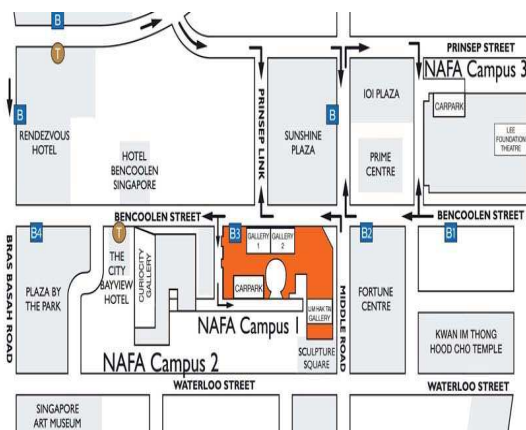 B
T
PRINSEP STREET
NAFA Campus 3
IOI PLAZA
CARPARK
B
RENDEZVOUS
HOTEL
PRINSEP LINK
B
SUNSHINE
PLAZA
LEE
FOUNDATION
THEATRE
HOTEL
BENCOOLEN
SINGAPORE
PRIME
CENTRE
BENCOOLEN STREET
BENCOOLEN STREET
B4
T
B3
B2
B1
GALLERY
1
GALLERY
2
BRAS BASAH ROAD
THE
CITY
BAYVIEW
HOTEL
CURIOCITY
GALLERY
CARPARK
PLAZA BY
THE PARK
MIDDLE ROAD
FORTUNE
CENTRE
LIM HAK TAI
GALLERY
NAFA Campus 1
KWAN IM THONG
HOOD CHO TEMPLE
SCULPTURE
SQUARE
NAFA Campus 2
WATERLOO STREET
WATERLOO STREET
SINGAPORE
ART MUSEUM